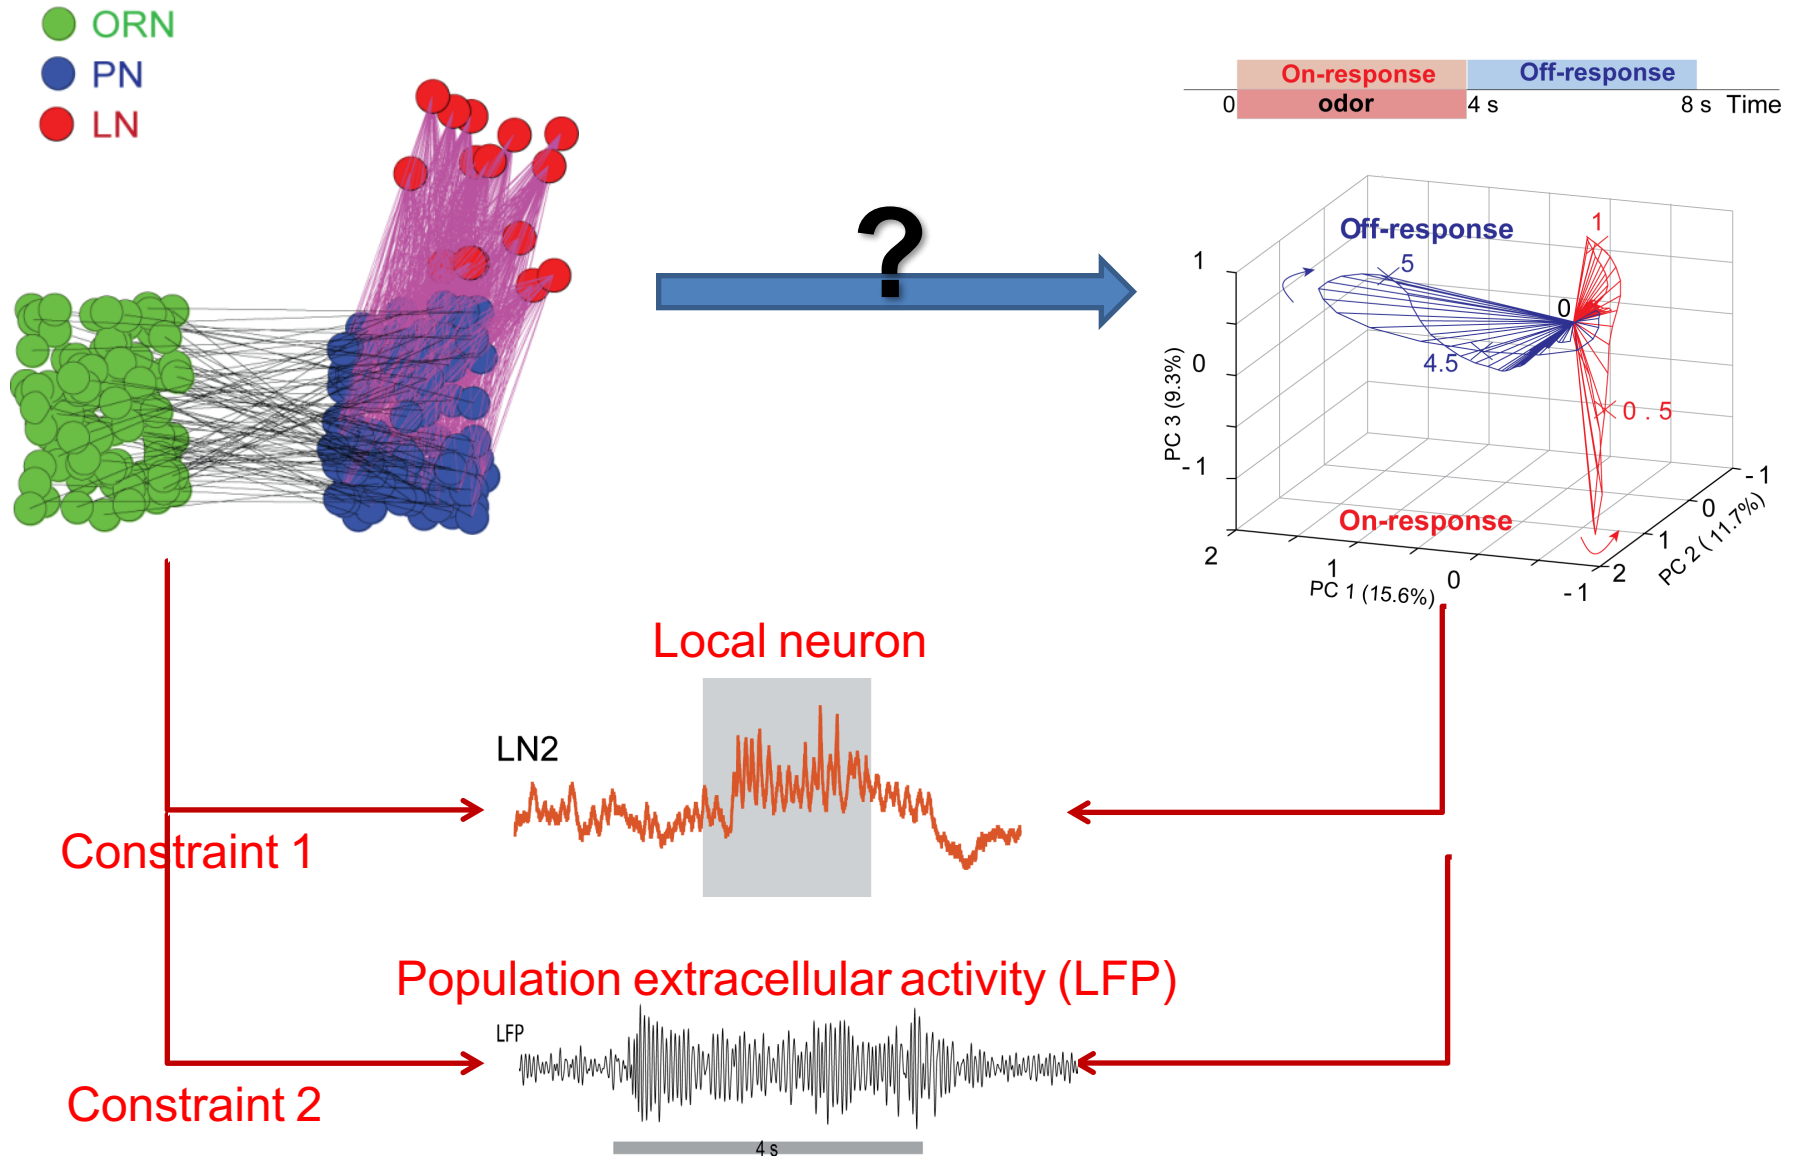 ORN
PN
LN
?
On-response
Off-response
odor
0
4 s
8 s
Time
Off-response
1
5
0
4.5
0 . 5
On-response
1
0
-1
PC 3 (9.3%)
2
1
0
-1
PC 1 (15.6%)
-1
0
1
2
PC 2 ( 11.7%)
Local neuron
LN2
Constraint 1
Population extracellular activity (LFP)
LFP
Constraint 2
4 s